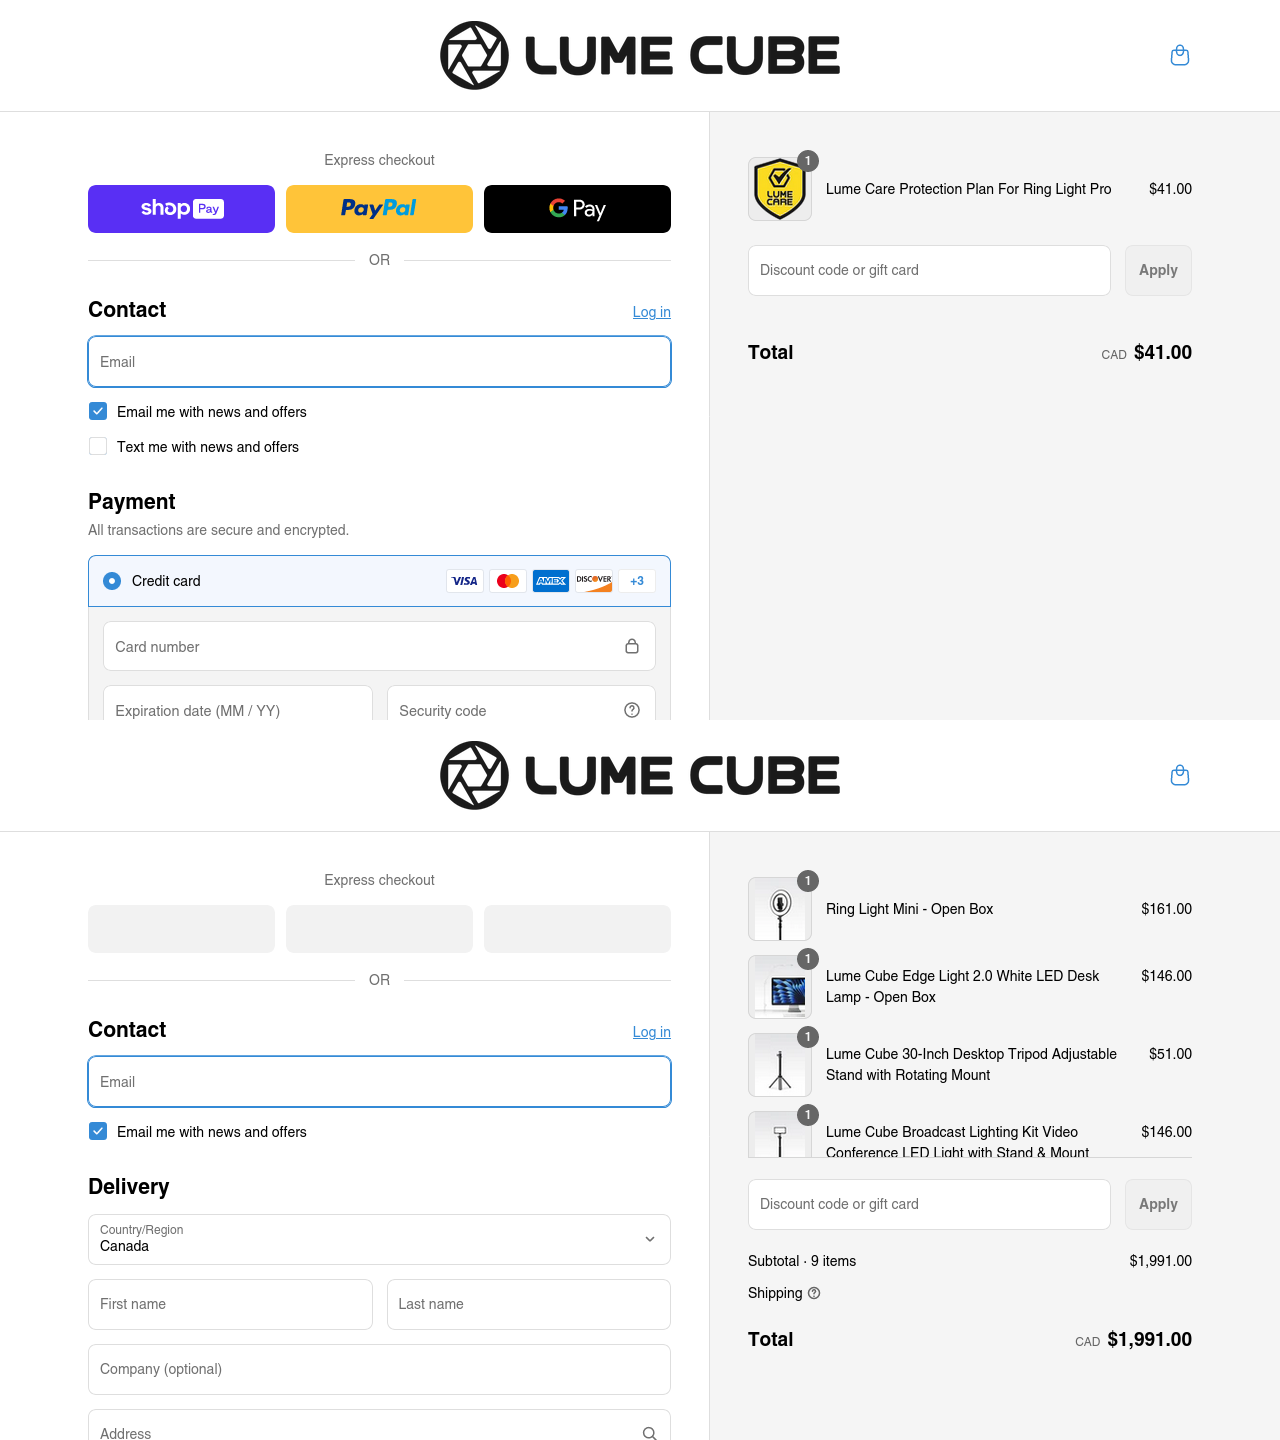 LUME CUBE
Express checkout
shop Pay
PayPal
G Pay
OR
Contact
Log in
Email
Email me with news and offers
Text me with news and offers
Payment
All transactions are secure and encrypted.
Credit card
VISA
AMEX
DISCOVER
+3
Card number
Expiration date (MM / YY)
Security code
1
LUME
CARE
Lume Care Protection Plan For Ring Light Pro
$41.00
Discount code or gift card
Apply
Total
CAD $41.00
LUME CUBE
Express checkout
OR
Contact
Log in
Email
Email me with news and offers
Delivery
Country/Region
Canada
First name
Last name
Company (optional)
Address
1
Ring Light Mini - Open Box
$161.00
1
Lume Cube Edge Light 2.0 White LED Desk
Lamp - Open Box
$146.00
1
Lume Cube 30-Inch Desktop Tripod Adjustable
Stand with Rotating Mount
$51.00
1
Lume Cube Broadcast Lighting Kit Video
Conference LED Light with Stand & Mount
$146.00
Discount code or gift card
Apply
Subtotal · 9 items
$1,991.00
Shipping
Total
CAD $1,991.00